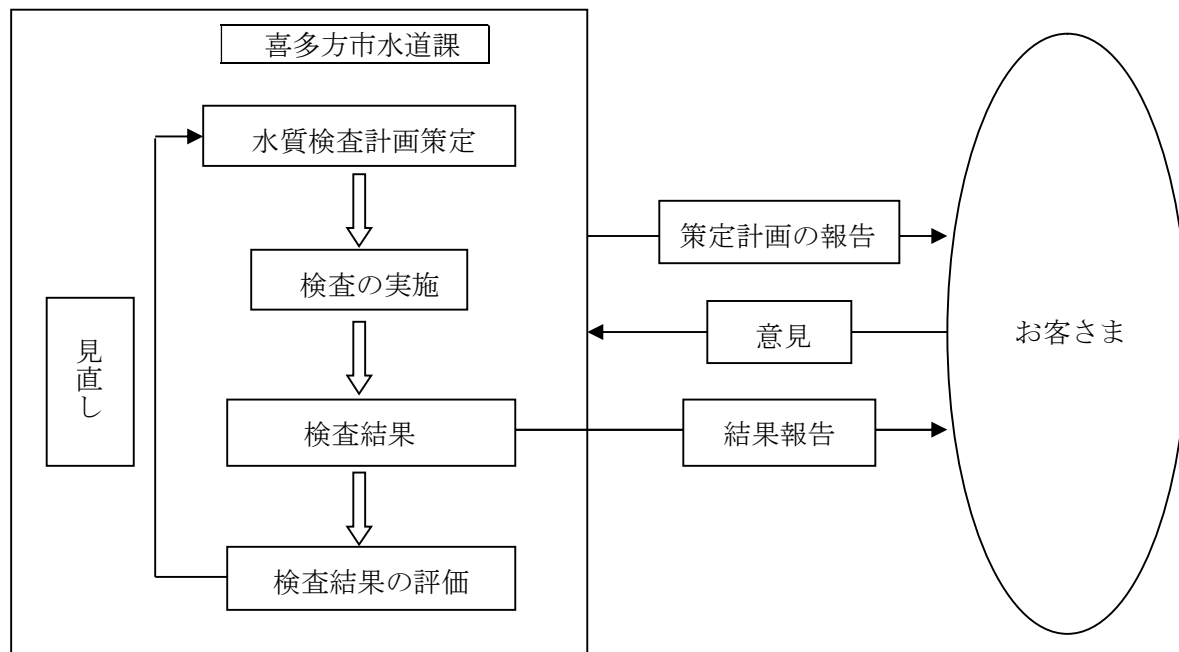 喜多方市水道課
水質検査計画策定
検査の実施
見直し
検査結果
検査結果の評価
策定計画の報告
意見
結果報告
お客さま